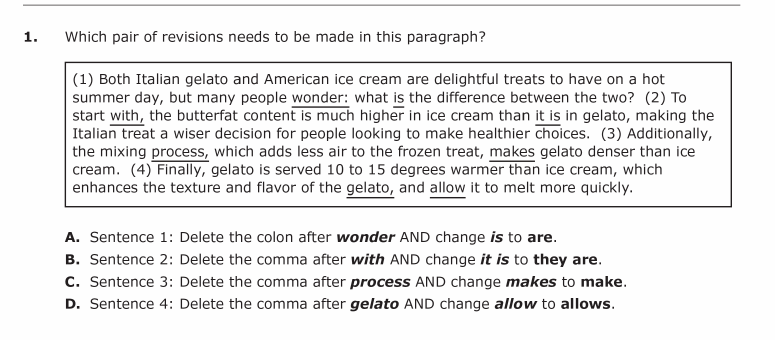 1. Which pair of revisions needs to be made in this paragraph?
(1) Both Italian gelato and American ice cream are delightful treats to have on a hot
summer day, but many people wonder: what is the difference between the two? (2) To
start with, the butterfat content is much higher in ice cream than it is in gelato, making the
Italian treat a wiser decision for people looking to make healthier choices. (3) Additionally,
the mixing process, which adds less air to the frozen treat, makes gelato denser than ice
cream. (4) Finally, gelato is served 10 to 15 degrees warmer than ice cream, which
enhances the texture and flavor of the gelato, and allow it to melt more quickly.
A. Sentence 1: Delete the colon after wonder AND change is to are.
B. Sentence 2: Delete the comma after with AND change it is to they are.
C. Sentence 3: Delete the comma after process AND change makes to make.
D. Sentence 4: Delete the comma after gelato AND change allow to allows.